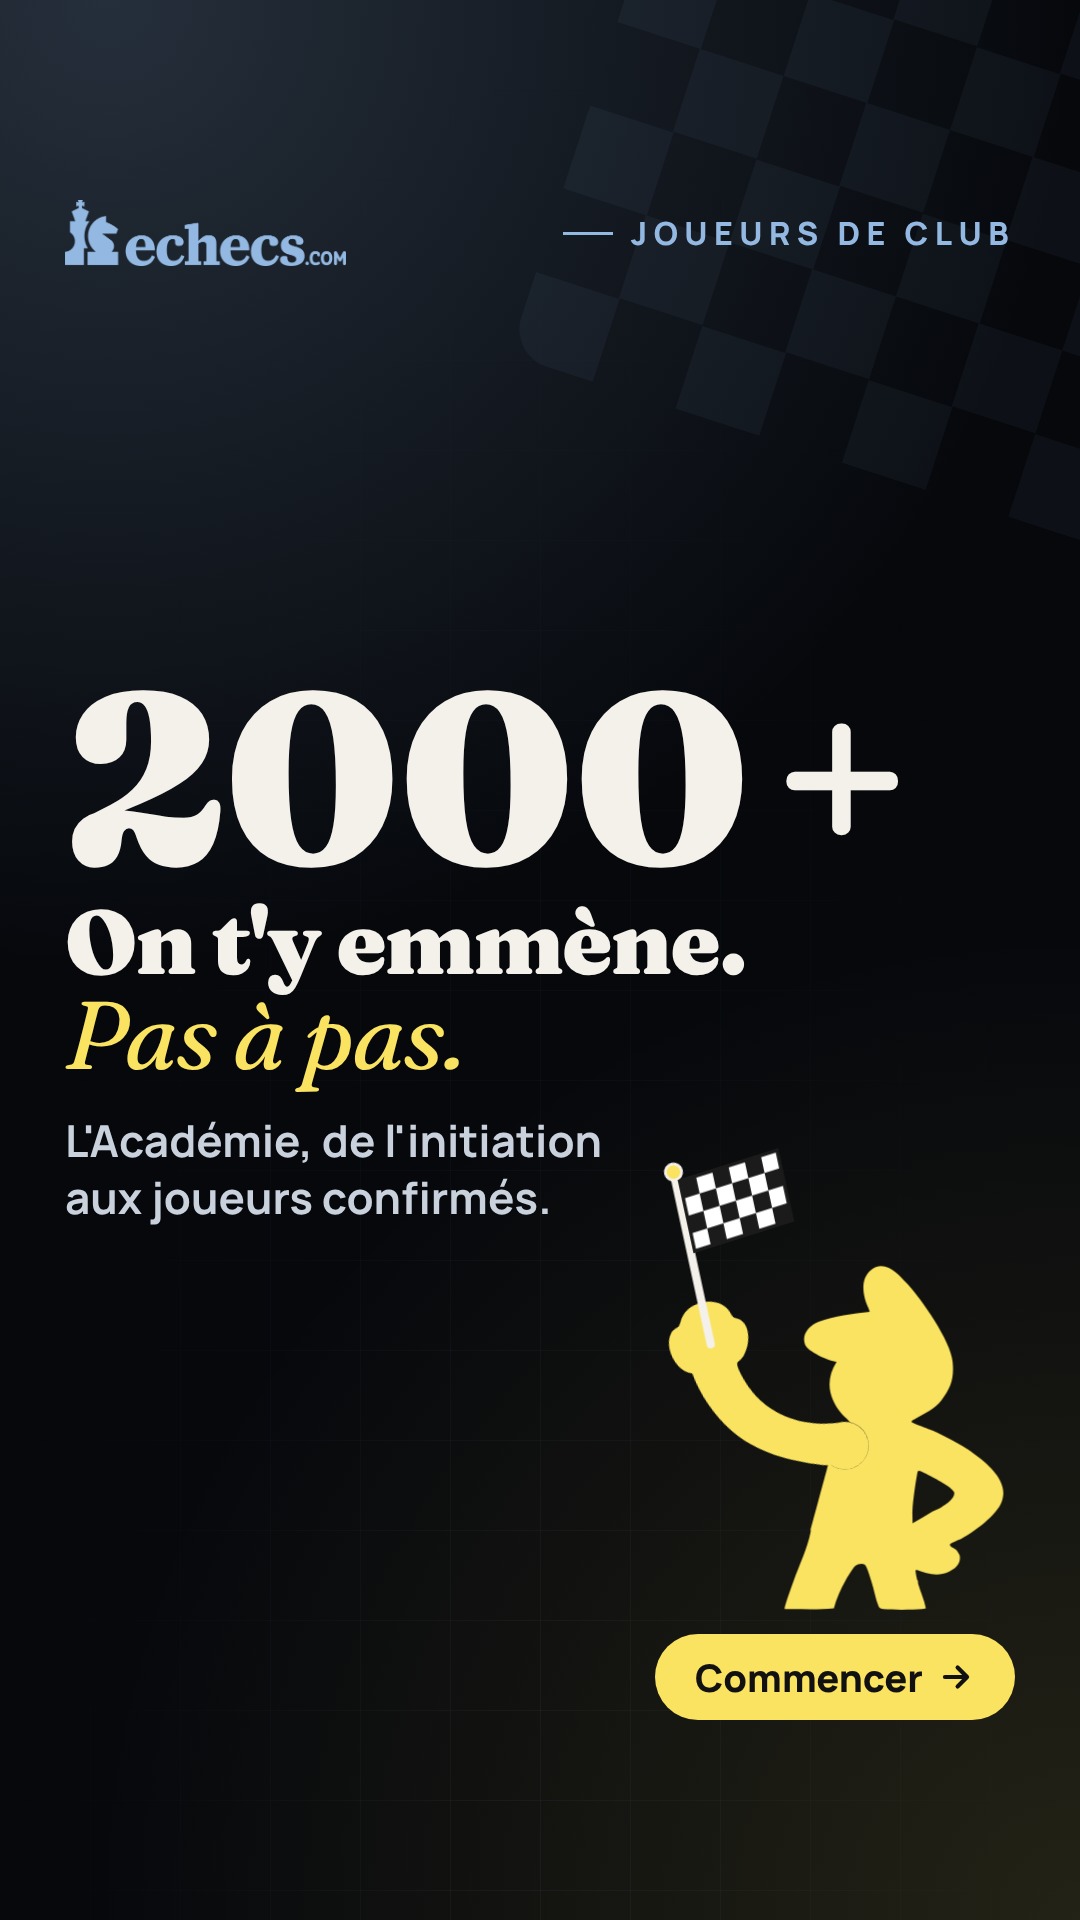 echecs.COM
JOUEURS DE CLUB
2000+
On t'y emmène.
Pas à pas.
L'Académie, de l'initiation
aux joueurs confirmés.
Commencer →